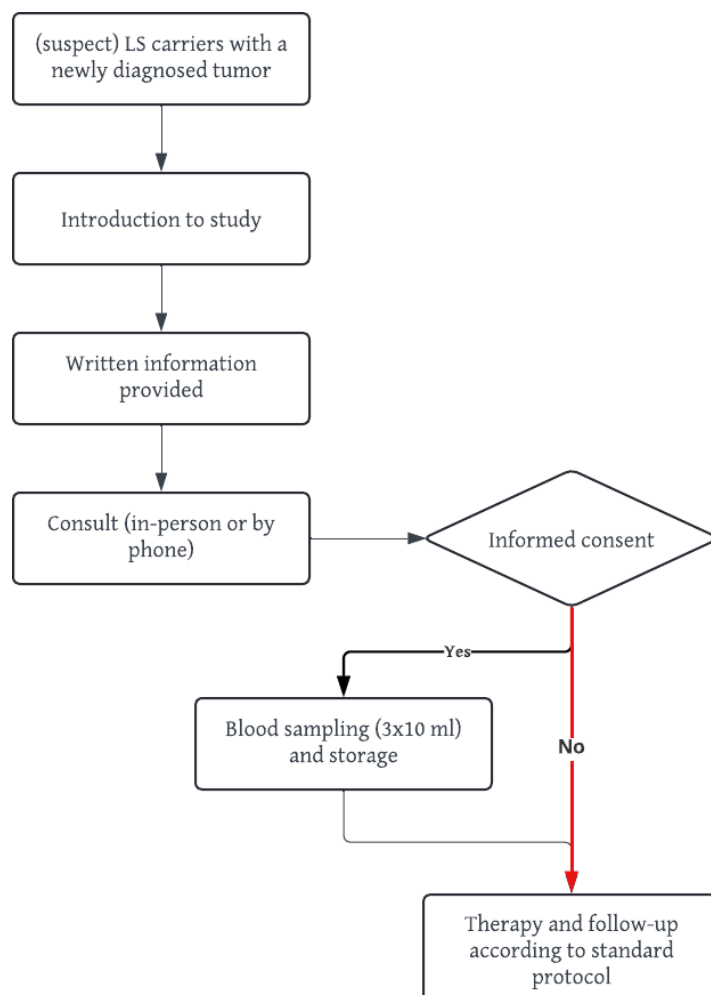 (suspect) LS carriers with a
newly diagnosed tumor
Introduction to study
Written information
provided
Consult (in-person or by
phone)
Informed consent
Yes
Blood sampling (3x10 ml)
and storage
No
Therapy and follow-up
according to standard
protocol